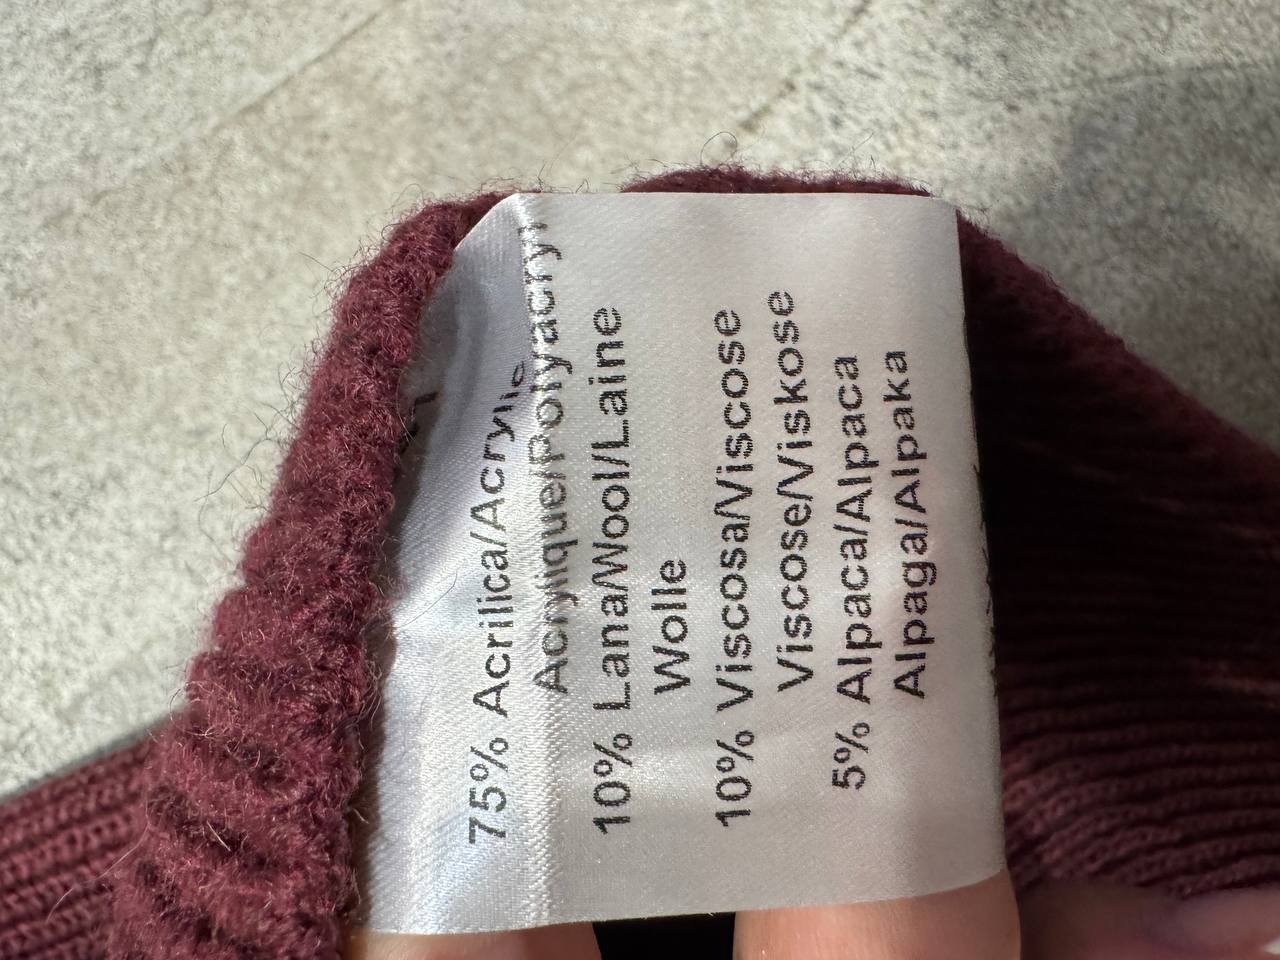 75% Acrilica/Acrylic
Acrylique/Polyacryl
10% Lana/Wool/Laine
Wolle
10% Viscosa/Viscose
Viscose/Viskose
5% Alpaca/Alpaca
Alpaga/Alpaka